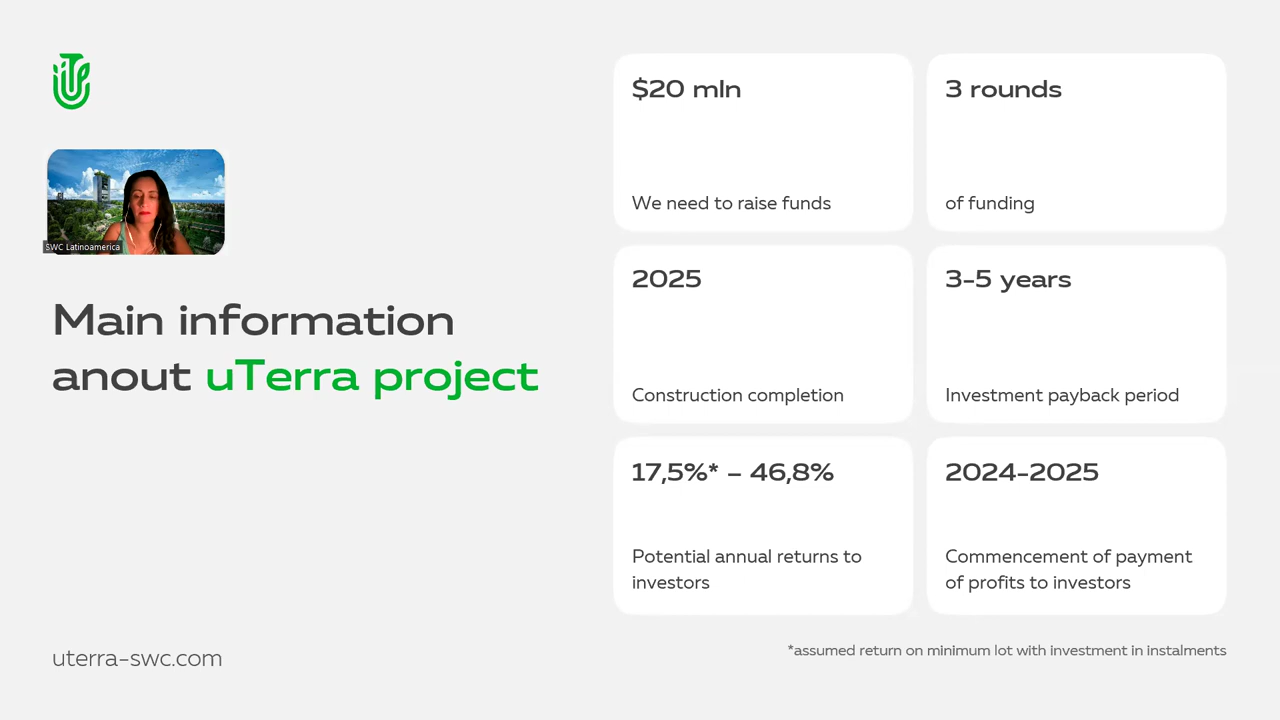 SWC Latinoamerica
Main information
anout uTerra project
uterra-swc.com
$20 mln
We need to raise funds
3 rounds
of funding
2025
Construction completion
3-5 years
Investment payback period
17,5%* – 46,8%
Potential annual returns to
investors
2024-2025
Commencement of payment
of profits to investors
*assumed return on minimum lot with investment in instalments